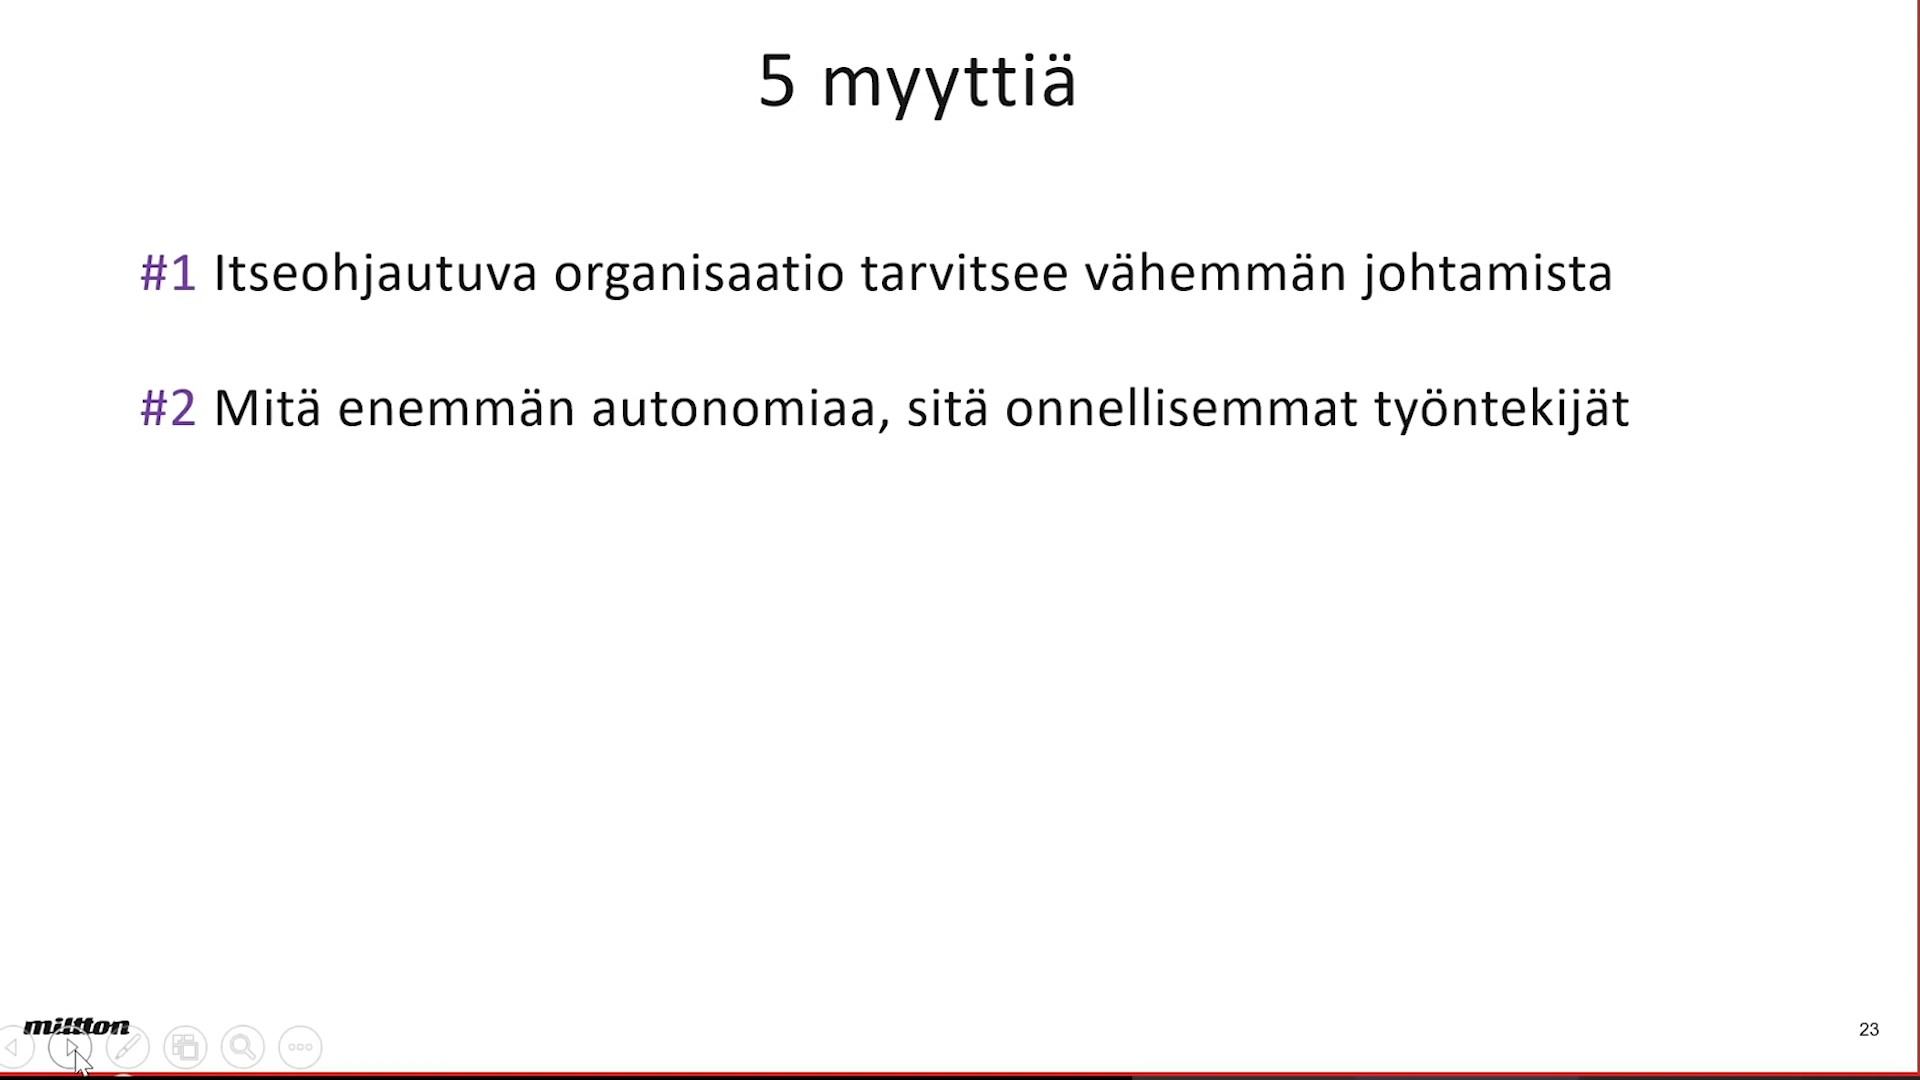 5 myyttiä
#1 Itseohjautuva organisaatio tarvitsee vähemmän johtamista
#2 Mitä enemmän autonomiaa, sitä onnellisemmat työntekijät
miltton
23